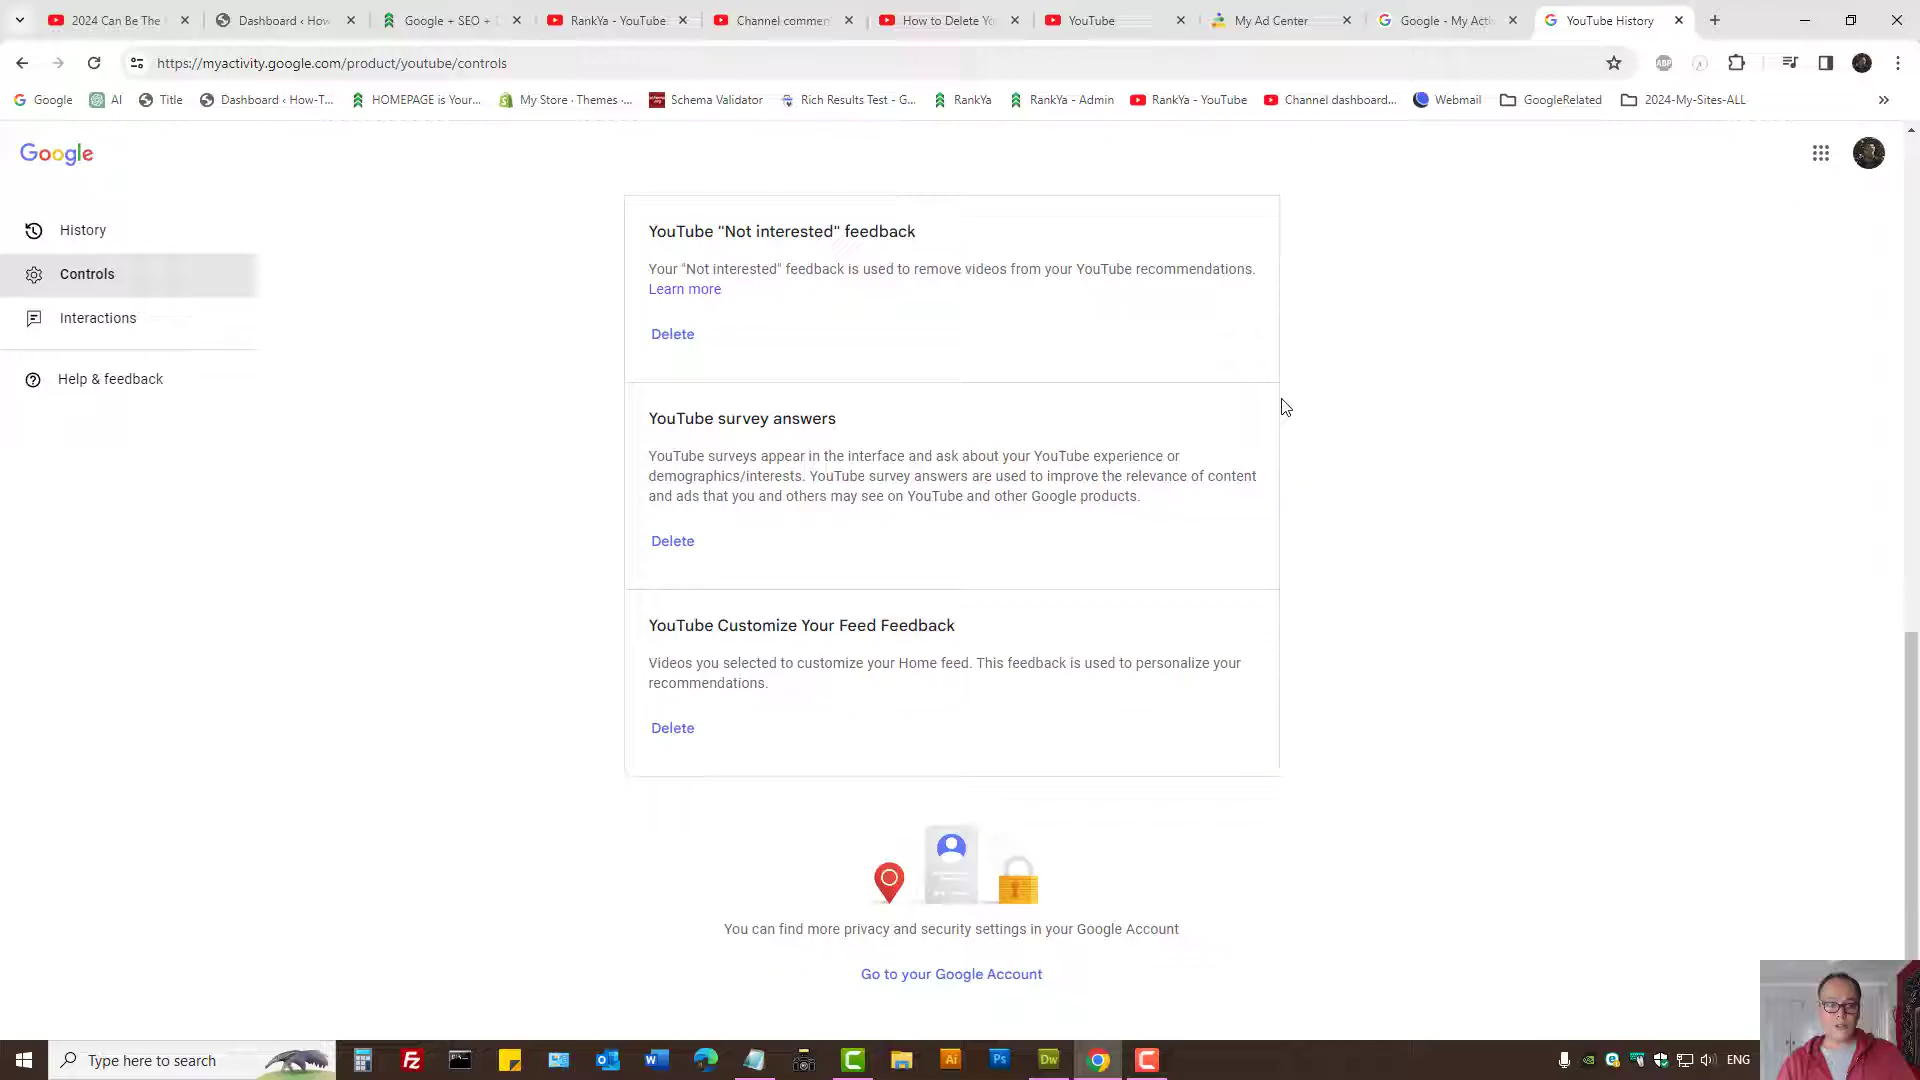 2024 Can Be The
Dashboard ‹ How
Google + SEO +
RankYa - YouTube
Channel commen
How to Delete Yo
YouTube
My Ad Center
Google - My Acti
YouTube History
https://myactivity.google.com/product/youtube/controls
ABP
Google
AI
Title
Dashboard ‹ How-T...
HOMEPAGE is Your...
My Store · Themes ·...
Schema Validator
Rich Results Test - G...
RankYa
RankYa - Admin
RankYa - YouTube
Channel dashboard...
Webmail
GoogleRelated
2024-My-Sites-ALL
Google
History
Controls
Interactions
Help & feedback
YouTube "Not interested" feedback
Your "Not interested" feedback is used to remove videos from your YouTube recommendations.
Learn more
Delete
YouTube survey answers
YouTube surveys appear in the interface and ask about your YouTube experience or
demographics/interests. YouTube survey answers are used to improve the relevance of content
and ads that you and others may see on YouTube and other Google products.
Delete
YouTube Customize Your Feed Feedback
Videos you selected to customize your Home feed. This feedback is used to personalize your
recommendations.
Delete
You can find more privacy and security settings in your Google Account
Go to your Google Account
Type here to search
Fz
W
Ai
Ps
Dw
C
ENG